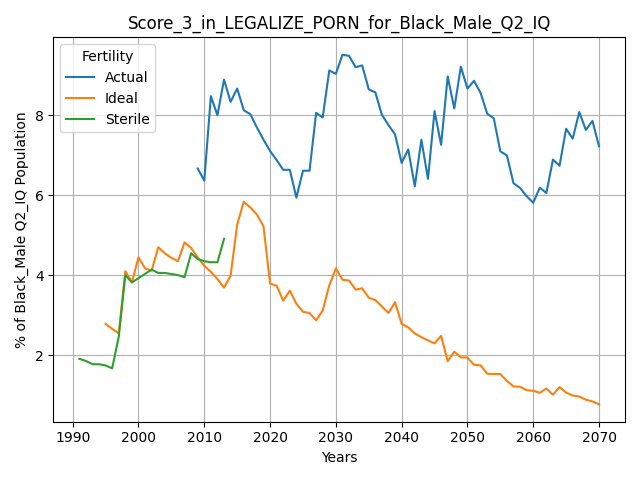 Score_3_in_LEGALIZE_PORN_for_Black_Male_Q2_IQ
Fertility
Actual
Ideal
Sterile
% of Black_Male Q2_IQ Population
8
6
4
2
1990 2000 2010 2020 2030 2040 2050 2060 2070
Years